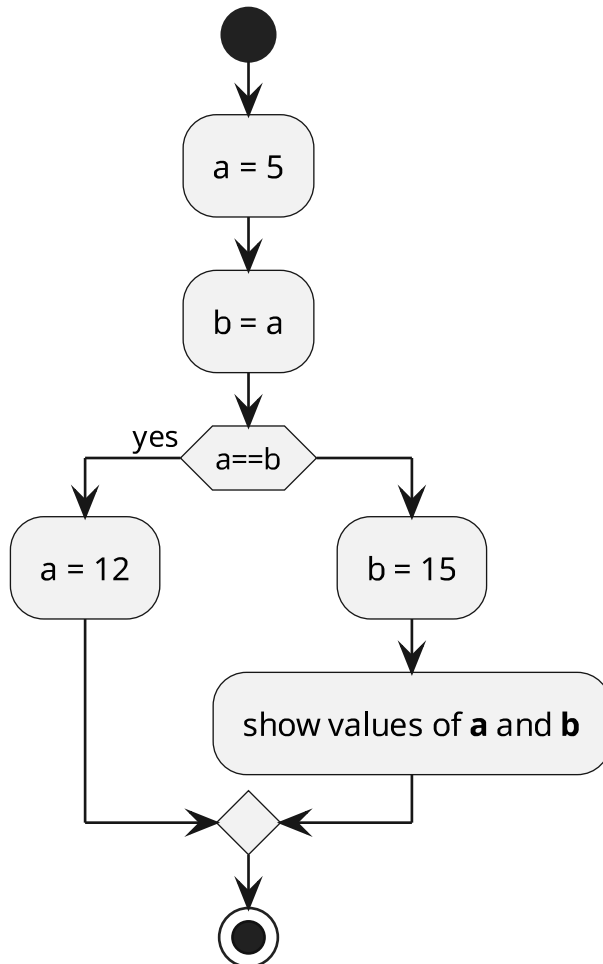 a = 5
b = a
yes
a==b
a = 12
b = 15
show values of a and b